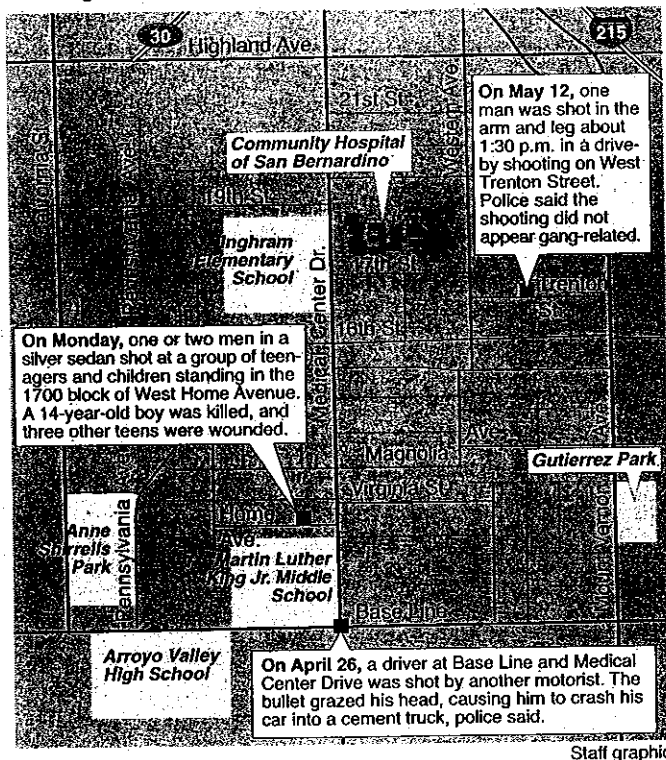 30
Highland Ave.
215
21st St.
Western Ave.
On May 12, one
man was shot in the
arm and leg about
1:30 p.m. in a drive-
by shooting on West
Trenton Street.
Police said the
shooting did not
appear gang-related.
Community Hospital
of San Bernardino
19th St.
Inghram
Elementary
School
Medical Center Dr.
17th St.
Trenton
St.
16th St.
On Monday, one or two men in a
silver sedan shot at a group of teen-
agers and children standing in the
1700 block of West Home Avenue.
A 14-year-old boy was killed, and
three other teens were wounded.
Magnolia
Ave.
Gutierrez Park
Virginia St.
Home
Ave.
Anne
Shirrells
Park
Pennsylvania
Martin Luther
King Jr. Middle
School
Mount Vernon
Base Line
Arroyo Valley
High School
On April 26, a driver at Base Line and Medical
Center Drive was shot by another motorist. The
bullet grazed his head, causing him to crash his
car into a cement truck, police said.
Staff graphic